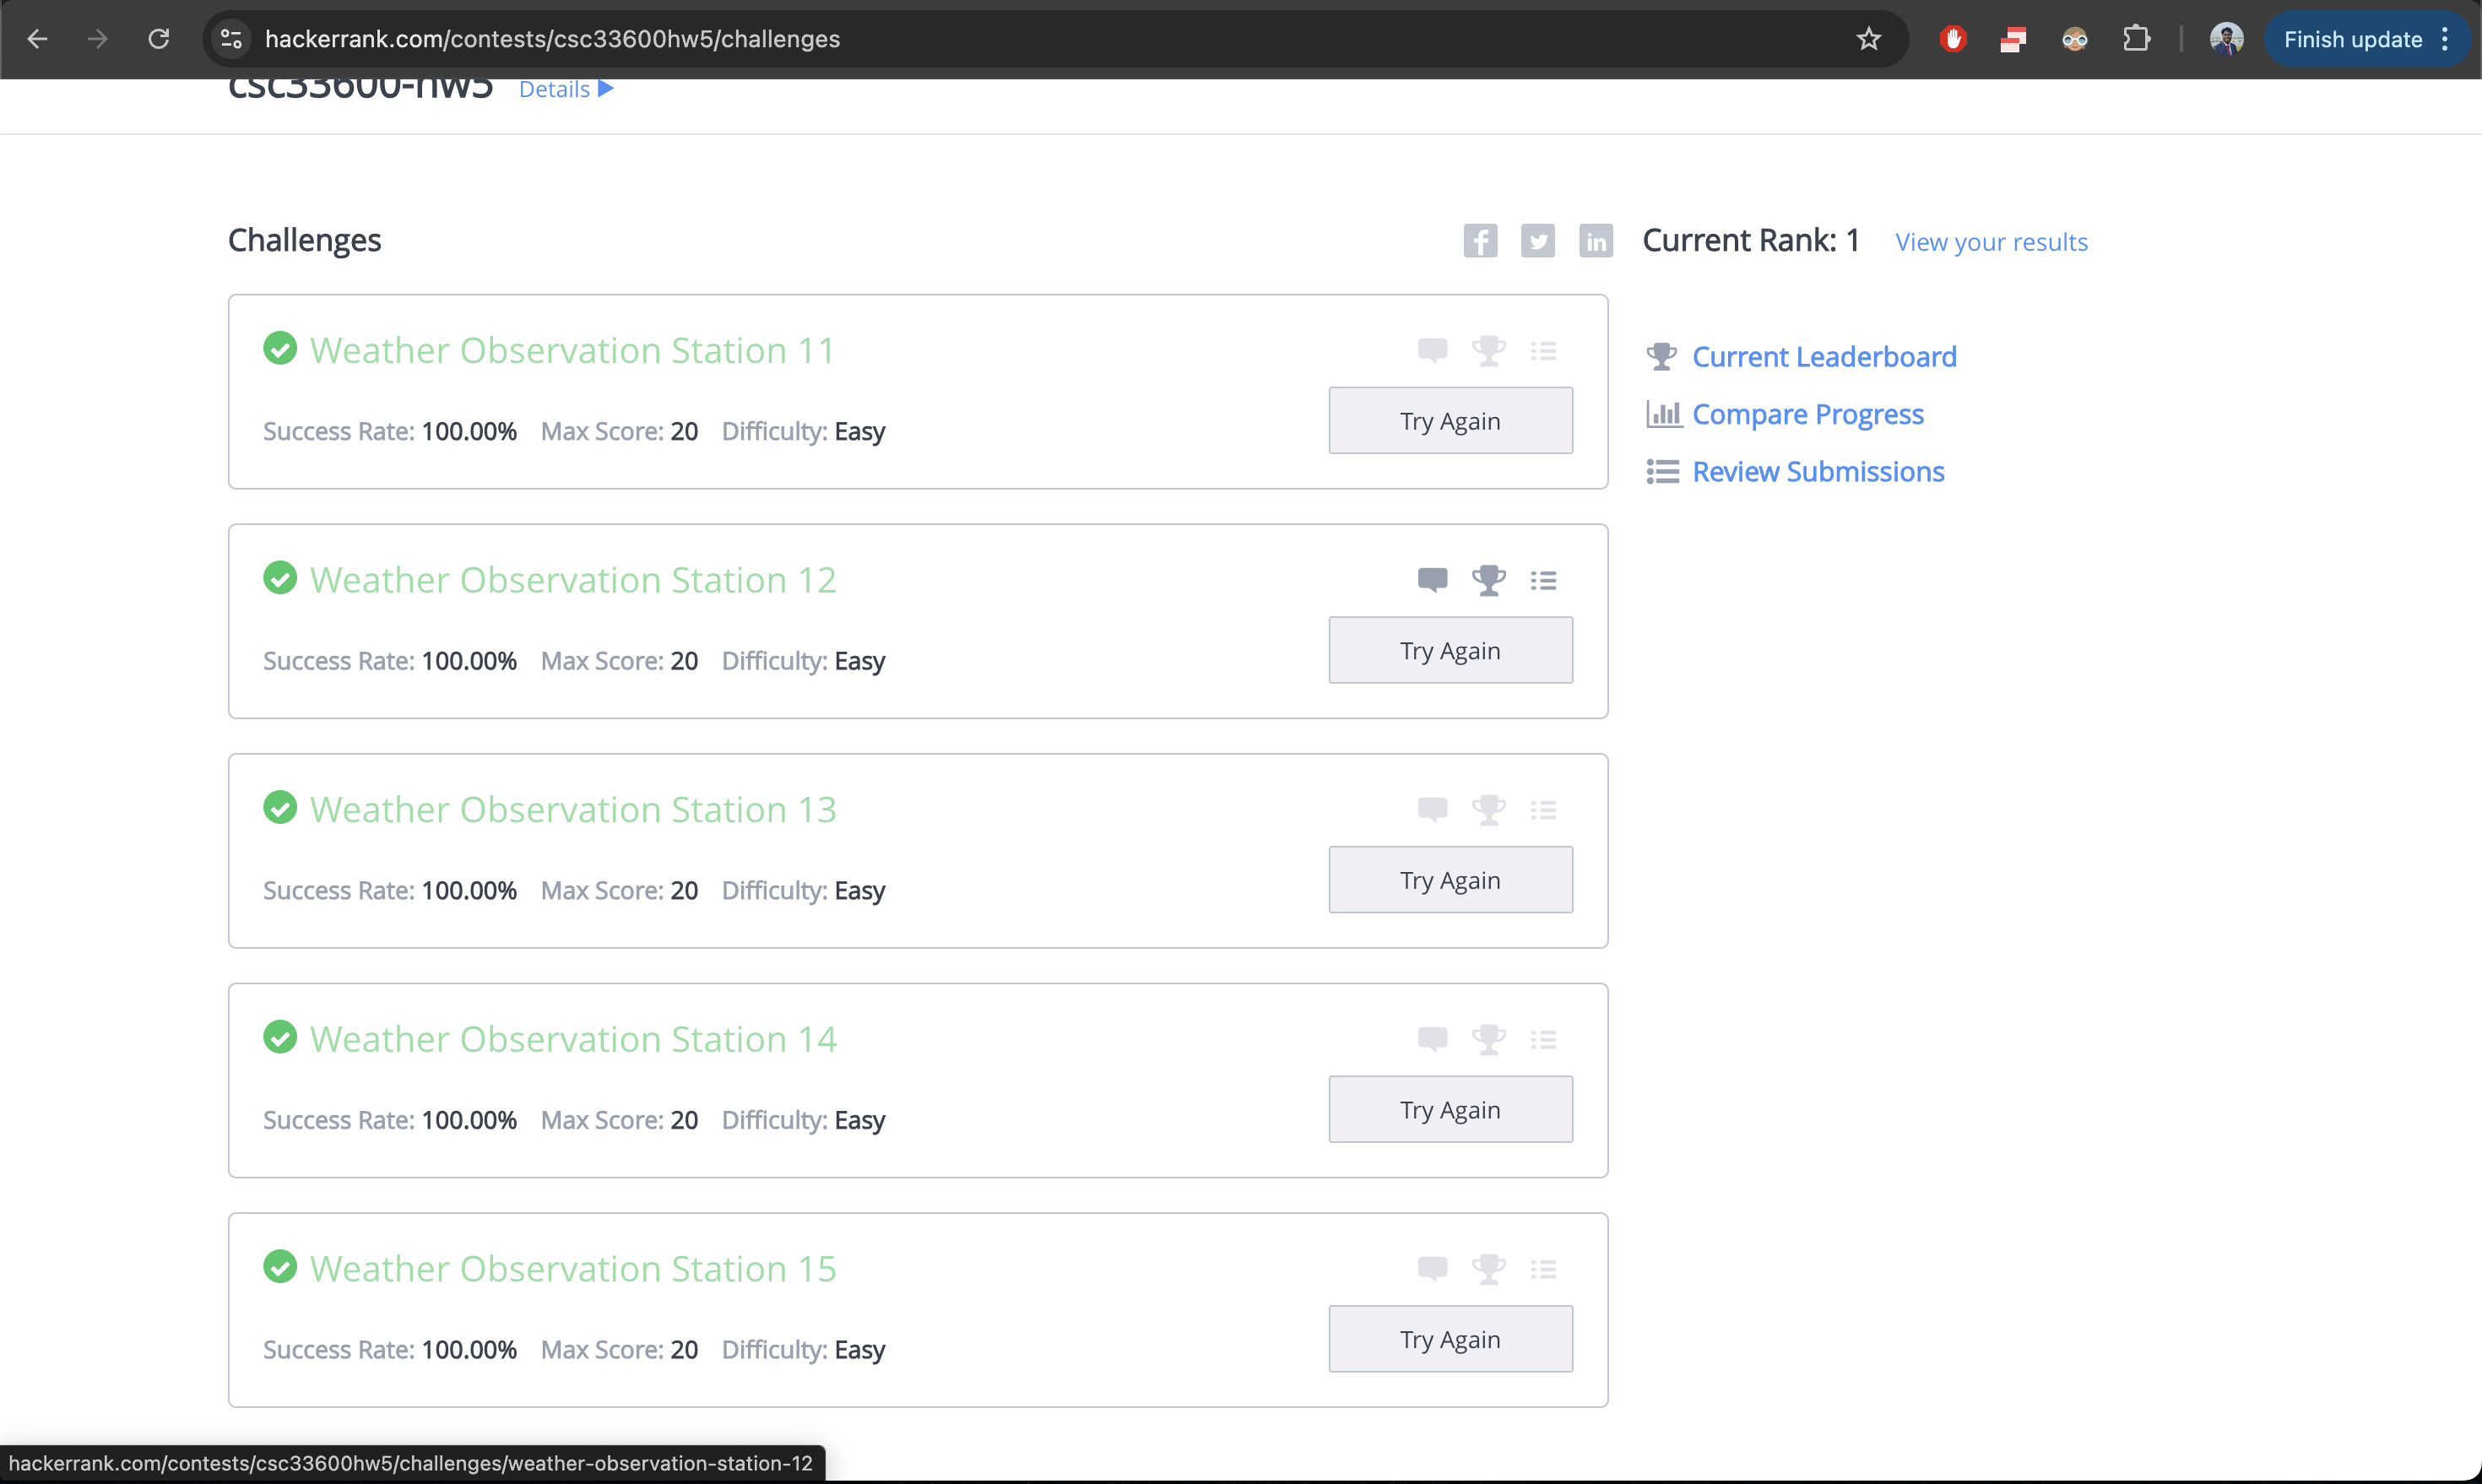 hackerrank.com/contests/csc33600hw5/challenges
Finish update
csc33600-hw5 Details
Challenges
Current Rank: 1 View your results
Weather Observation Station 11
Success Rate: 100.00% Max Score: 20 Difficulty: Easy
Try Again
Current Leaderboard
Compare Progress
Review Submissions
Weather Observation Station 12
Success Rate: 100.00% Max Score: 20 Difficulty: Easy
Try Again
Weather Observation Station 13
Success Rate: 100.00% Max Score: 20 Difficulty: Easy
Try Again
Weather Observation Station 14
Success Rate: 100.00% Max Score: 20 Difficulty: Easy
Try Again
Weather Observation Station 15
Success Rate: 100.00% Max Score: 20 Difficulty: Easy
Try Again
hackerrank.com/contests/csc33600hw5/challenges/weather-observation-station-12